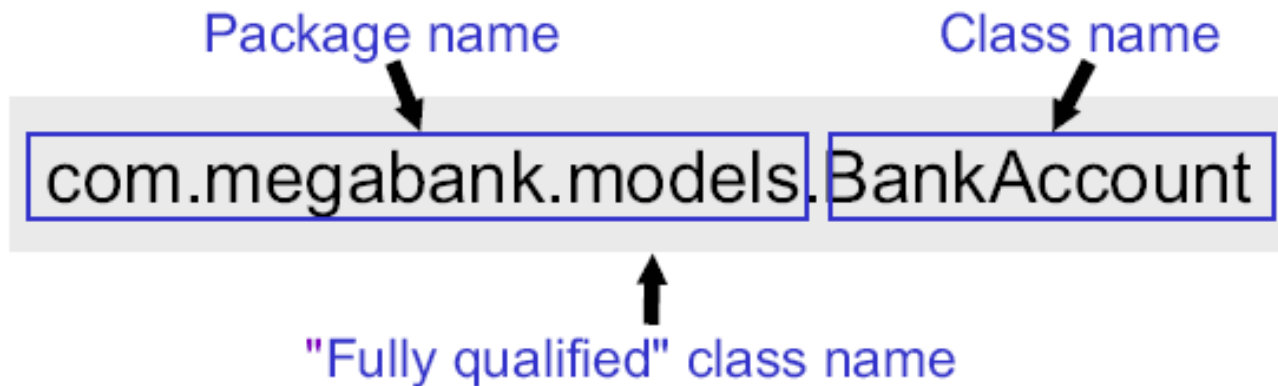 Package name
Class name
com.megabank.models.BankAccount
"Fully qualified" class name